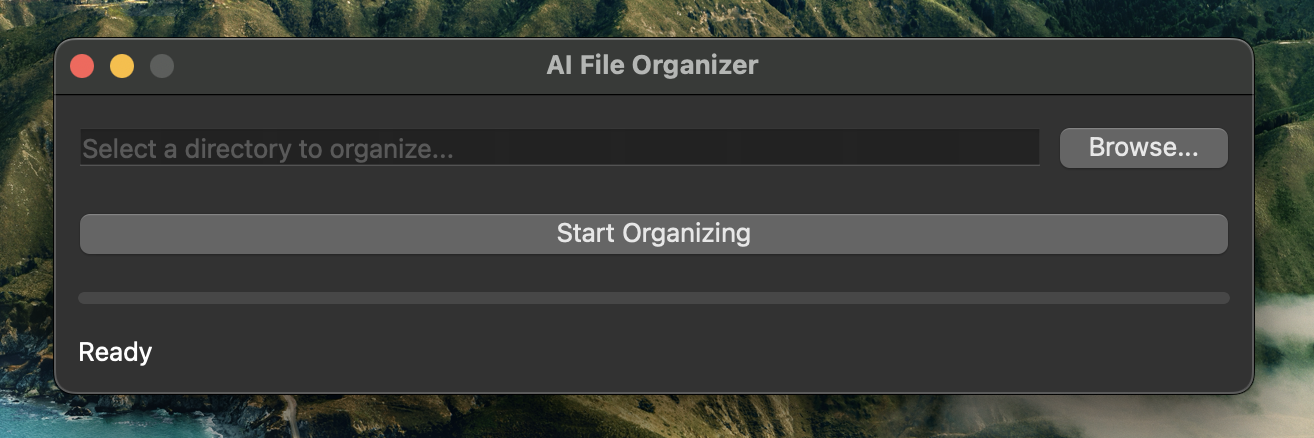 AI File Organizer
Select a directory to organize...
Browse...
Start Organizing
Ready